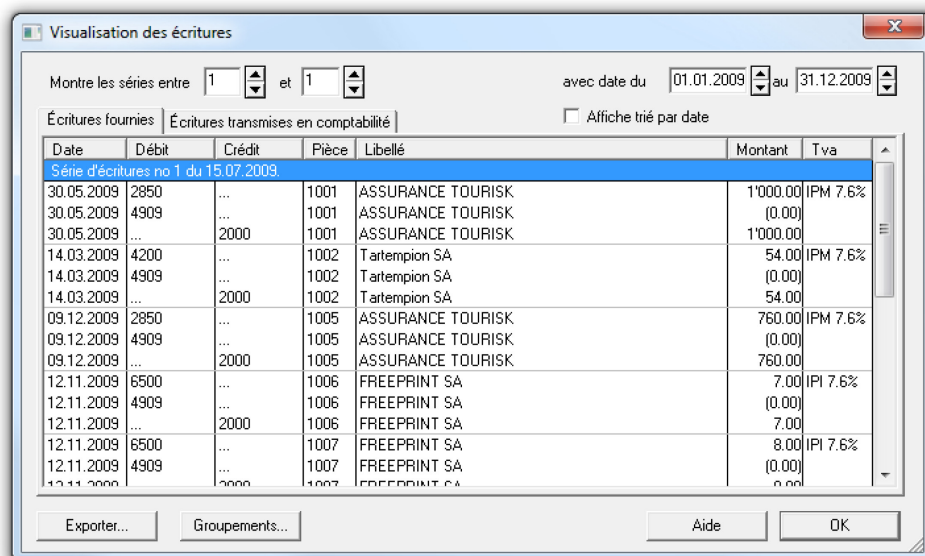 Visualisation des écritures
Montre les séries entre 1 et 1 avec date du 01.01.2009 au 31.12.2009
Écritures fournies Écritures transmises en comptabilité Affiche trié par date
Date Débit Crédit Pièce Libellé Montant Tva
Série d'écritures no 1 du 15.07.2009.
30.05.2009 2850 ... 1001 ASSURANCE TOURISK 1'000.00 IPM 7.6%
30.05.2009 4909 ... 1001 ASSURANCE TOURISK (0.00)
30.05.2009 ... 2000 1001 ASSURANCE TOURISK 1'000.00
14.03.2009 4200 ... 1002 Tartempion SA 54.00 IPM 7.6%
14.03.2009 4909 ... 1002 Tartempion SA (0.00)
14.03.2009 ... 2000 1002 Tartempion SA 54.00
09.12.2009 2850 ... 1005 ASSURANCE TOURISK 760.00 IPM 7.6%
09.12.2009 4909 ... 1005 ASSURANCE TOURISK (0.00)
09.12.2009 ... 2000 1005 ASSURANCE TOURISK 760.00
12.11.2009 6500 ... 1006 FREEPRINT SA 7.00 IPI 7.6%
12.11.2009 4909 ... 1006 FREEPRINT SA (0.00)
12.11.2009 ... 2000 1006 FREEPRINT SA 7.00
12.11.2009 6500 ... 1007 FREEPRINT SA 8.00 IPI 7.6%
12.11.2009 4909 ... 1007 FREEPRINT SA (0.00)
Exporter... Groupements... Aide OK